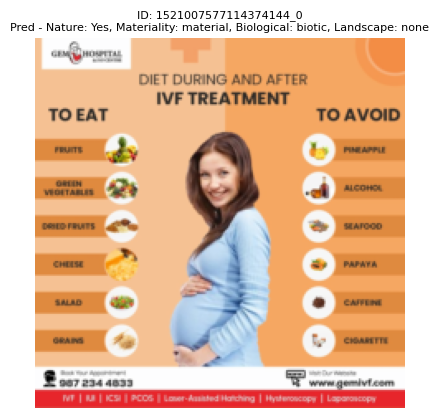 ID: 1521007577114374144_0
Pred - Nature: Yes, Materiality: material, Biological: biotic, Landscape: none
GEM HOSPITAL
DIET DURING AND AFTER
IVF TREATMENT
TO EAT
FRUITS
GREEN
VEGETABLES
DRIED FRUITS
CHEESE
SALAD
GRAINS
TO AVOID
PINEAPPLE
ALCOHOL
SEAFOOD
PAPAYA
CAFFEINE
CIGARETTE
Book Your Appointment
987 234 4833
Visit Our Website
www.gemivf.com
IVF | IUI | ICSI | PCOS | Laser-Assisted Hatching | Hysteroscopy | Laparoscopy